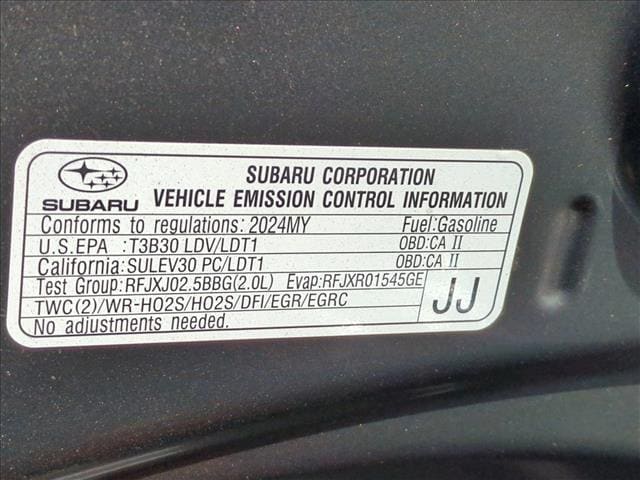 SUBARU
SUBARU CORPORATION
VEHICLE EMISSION CONTROL INFORMATION
Conforms to regulations: 2024MY Fuel:Gasoline
U.S.EPA :T3B30 LDV/LDT1 OBD:CA II
California:SULEV30 PC/LDT1 OBD:CA II
Test Group:RFJXJ02.5BBG(2.0L) Evap:RFJXR01545GE
TWC(2)/WR-HO2S/HO2S/DFI/EGR/EGRC
No adjustments needed.
JJ